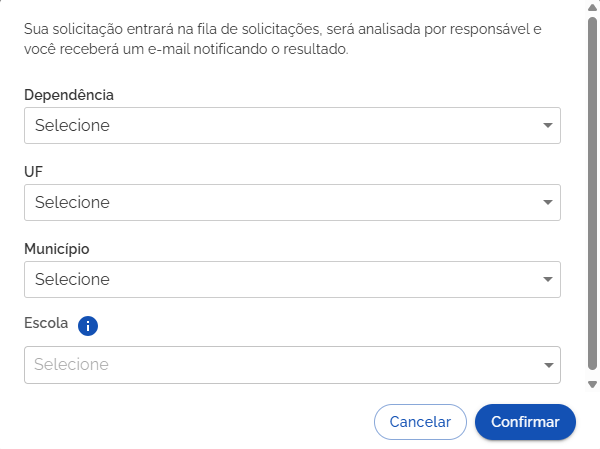 Sua solicitação entrará na fila de solicitações, será analisada por responsável e
você receberá um e-mail notificando o resultado.
Dependência
Selecione
UF
Selecione
Município
Selecione
Escola
Selecione
Cancelar
Confirmar